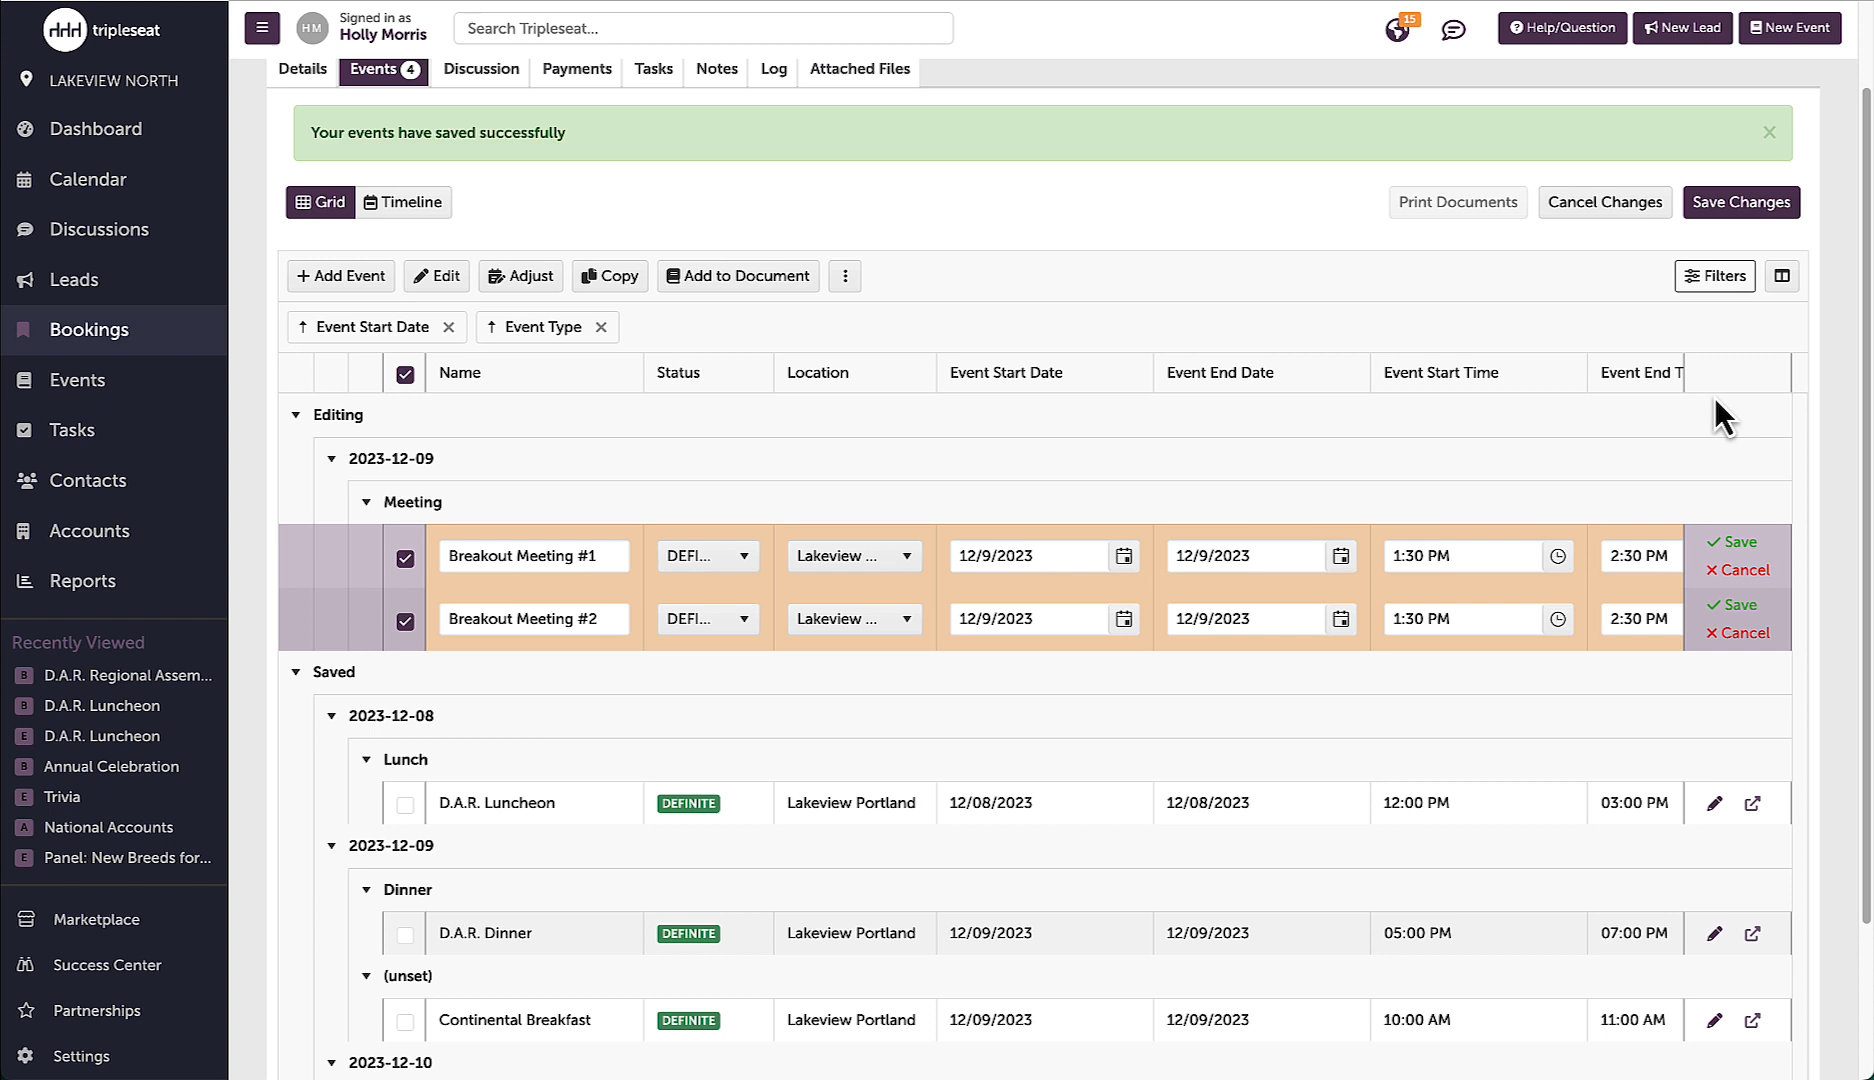 tripleseat
LAKEVIEW NORTH
Dashboard
Calendar
Discussions
Leads
Bookings
Events
Tasks
Contacts
Accounts
Reports
Recently Viewed
B D.A.R. Regional Assem...
B D.A.R. Luncheon
E D.A.R. Luncheon
B Annual Celebration
E Trivia
A National Accounts
E Panel: New Breeds for...
Marketplace
Success Center
Partnerships
Settings
HM
Signed in as
Holly Morris
Search Tripleseat...
15
Help/Question
New Lead
New Event
Details Events 4 Discussion Payments Tasks Notes Log Attached Files
Your events have saved successfully
Grid Timeline
Print Documents Cancel Changes Save Changes
+ Add Event Edit Adjust Copy Add to Document Filters
↑ Event Start Date × ↑ Event Type ×
Name Status Location Event Start Date Event End Date Event Start Time Event End T
Editing
2023-12-09
Meeting
Breakout Meeting #1 DEFI... Lakeview ... 12/9/2023 12/9/2023 1:30 PM 2:30 PM Save
Cancel
Breakout Meeting #2 DEFI... Lakeview ... 12/9/2023 12/9/2023 1:30 PM 2:30 PM Save
Cancel
Saved
2023-12-08
Lunch
D.A.R. Luncheon DEFINITE Lakeview Portland 12/08/2023 12/08/2023 12:00 PM 03:00 PM
2023-12-09
Dinner
D.A.R. Dinner DEFINITE Lakeview Portland 12/09/2023 12/09/2023 05:00 PM 07:00 PM
(unset)
Continental Breakfast DEFINITE Lakeview Portland 12/09/2023 12/09/2023 10:00 AM 11:00 AM
2023-12-10